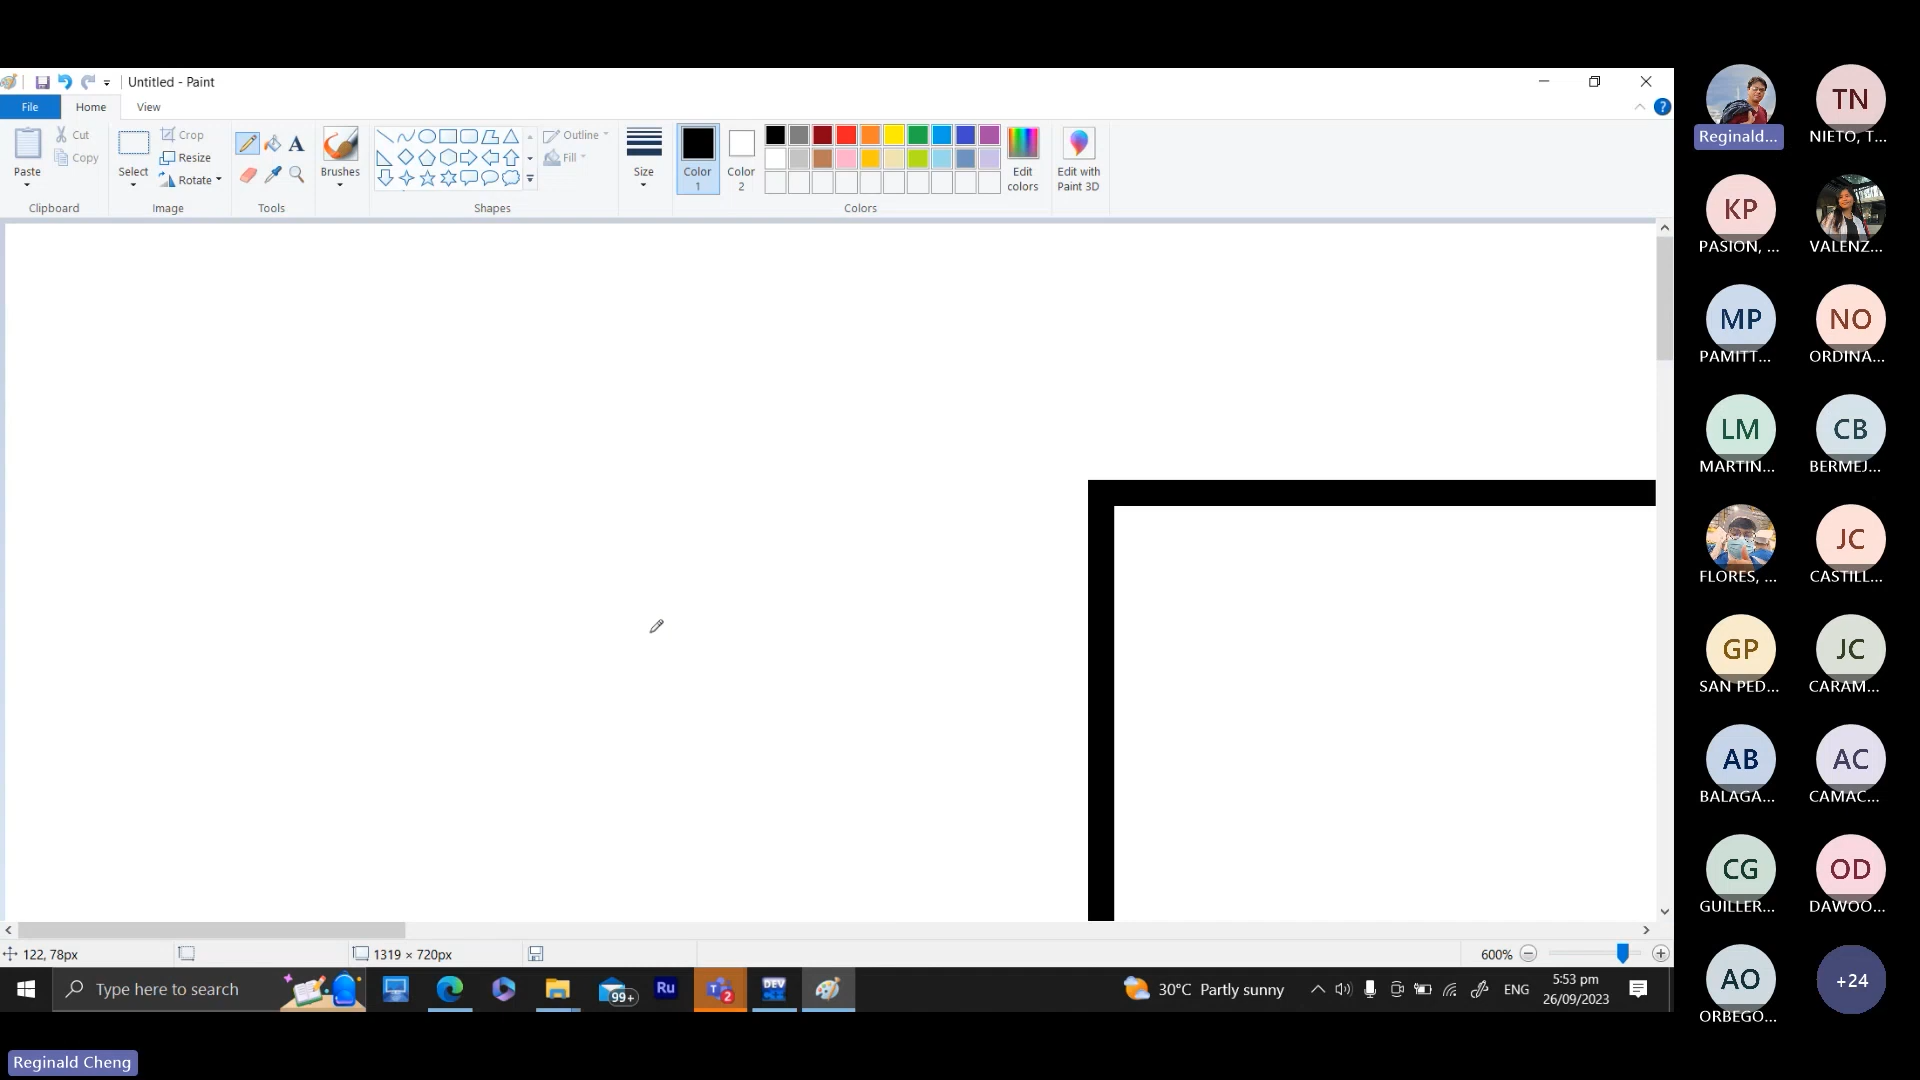 Untitled - Paint
File Home View
Paste
Cut
Copy
Clipboard
Select
Crop
Resize
Rotate
Image
A
Tools
Brushes
Shapes
Outline
Fill
Size
Color 1
Color 2
Colors
Edit colors
Edit with Paint 3D
?
122, 78px
1319 × 720px
600%
Type here to search
99+
Ru
T
2
DEV
30°C Partly sunny
ENG
5:53 pm
26/09/2023
Reginald Cheng
Reginald...
TN
NIETO, T...
KP
PASION, ...
VALENZ...
MP
PAMITT...
NO
ORDINA...
LM
MARTIN...
CB
BERMEJ...
FLORES, ...
JC
CASTILL...
GP
SAN PED...
JC
CARAM...
AB
BALAGA...
AC
CAMAC...
CG
GUILLER...
OD
DAWOO...
AO
ORBEGO...
+24